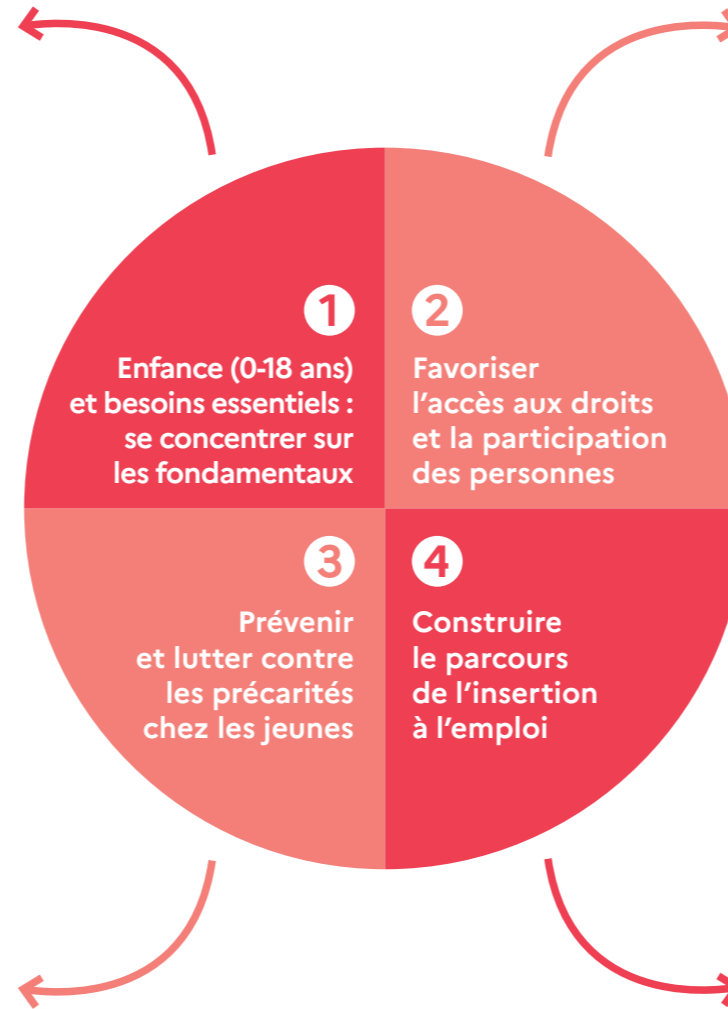 1
Enfance (0-18 ans)
et besoins essentiels :
se concentrer sur
les fondamentaux
2
Favoriser
l’accès aux droits
et la participation
des personnes
3
Prévenir
et lutter contre
les précarités
chez les jeunes
4
Construire
le parcours
de l’insertion
à l’emploi